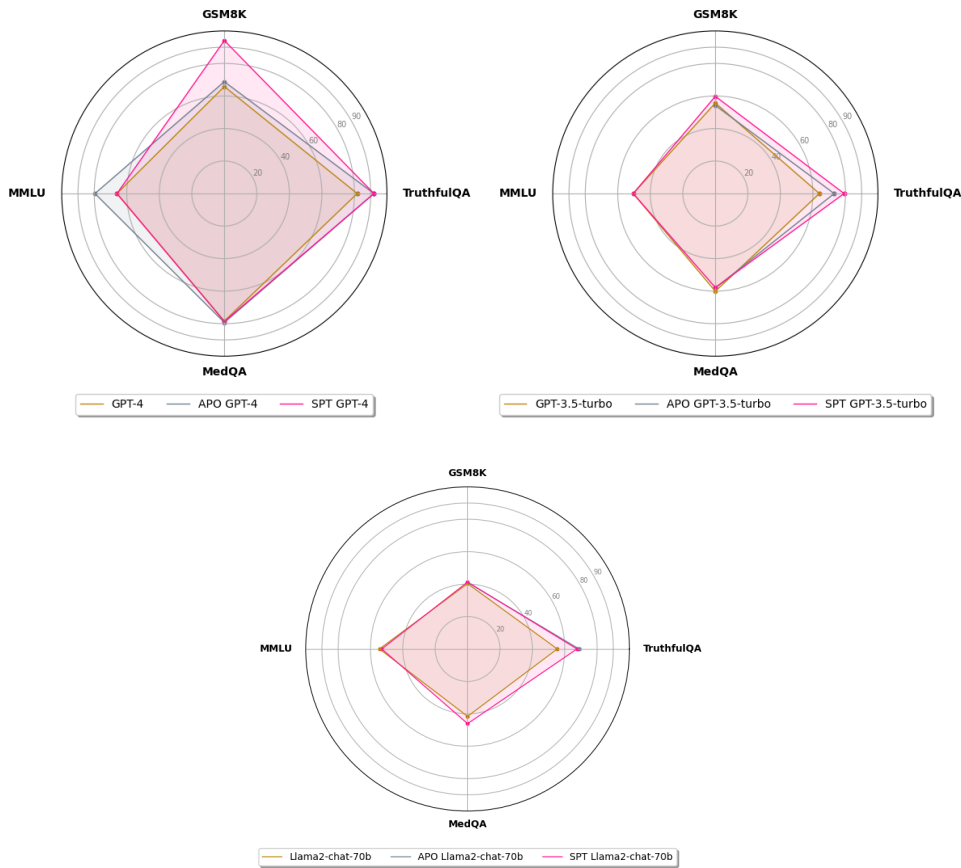 GSM8K
90
80
60
40
20
MMLU
TruthfulQA
MedQA
GPT-4 APO GPT-4 SPT GPT-4
GSM8K
90
80
60
40
20
MMLU
TruthfulQA
MedQA
GPT-3.5-turbo APO GPT-3.5-turbo SPT GPT-3.5-turbo
GSM8K
90
80
60
40
20
MMLU
TruthfulQA
MedQA
Llama2-chat-70b APO Llama2-chat-70b SPT Llama2-chat-70b